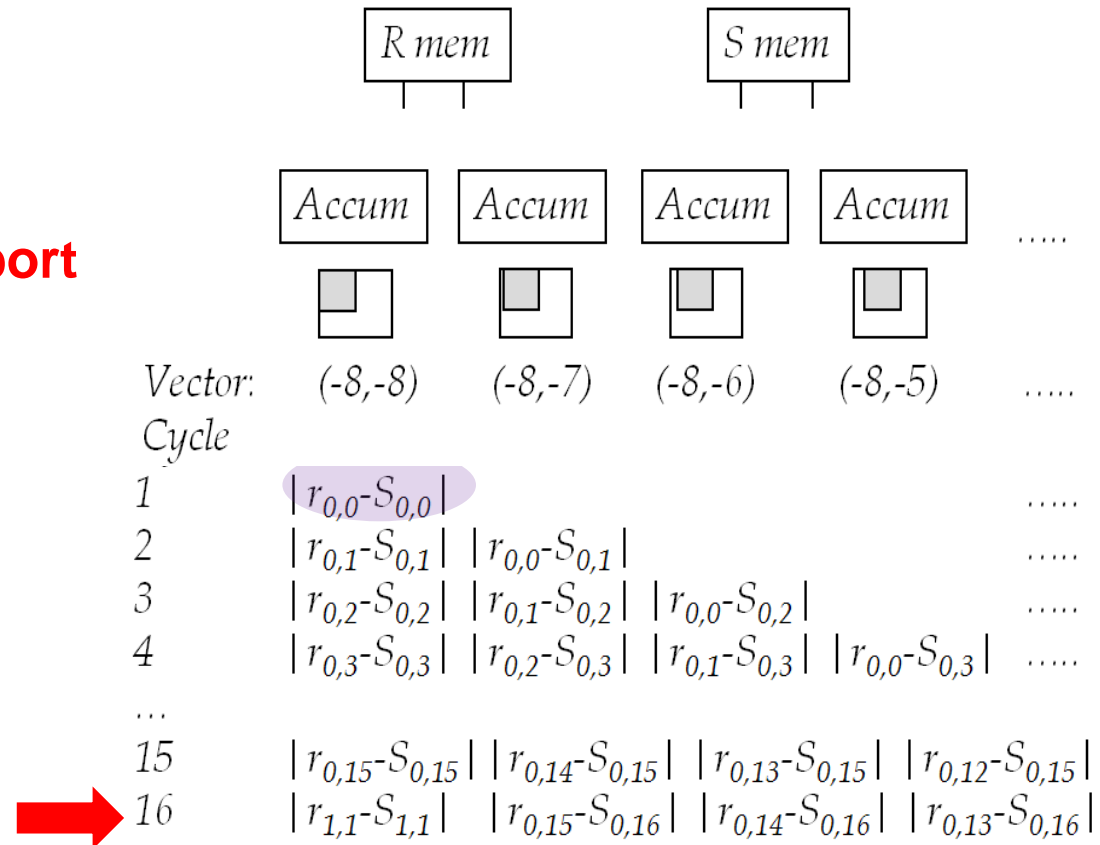 R mem S mem
Accum Accum Accum Accum .....
port
Vector: (-8,-8) (-8,-7) (-8,-6) (-8,-5) .....
Cycle
1 |r0,0-S0,0| .....
2 |r0,1-S0,1| |r0,0-S0,1| .....
3 |r0,2-S0,2| |r0,1-S0,2| |r0,0-S0,2| .....
4 |r0,3-S0,3| |r0,2-S0,3| |r0,1-S0,3| |r0,0-S0,3| .....
...
15 |r0,15-S0,15| |r0,14-S0,15| |r0,13-S0,15| |r0,12-S0,15|
16 |r1,1-S1,1| |r0,15-S0,16| |r0,14-S0,16| |r0,13-S0,16|